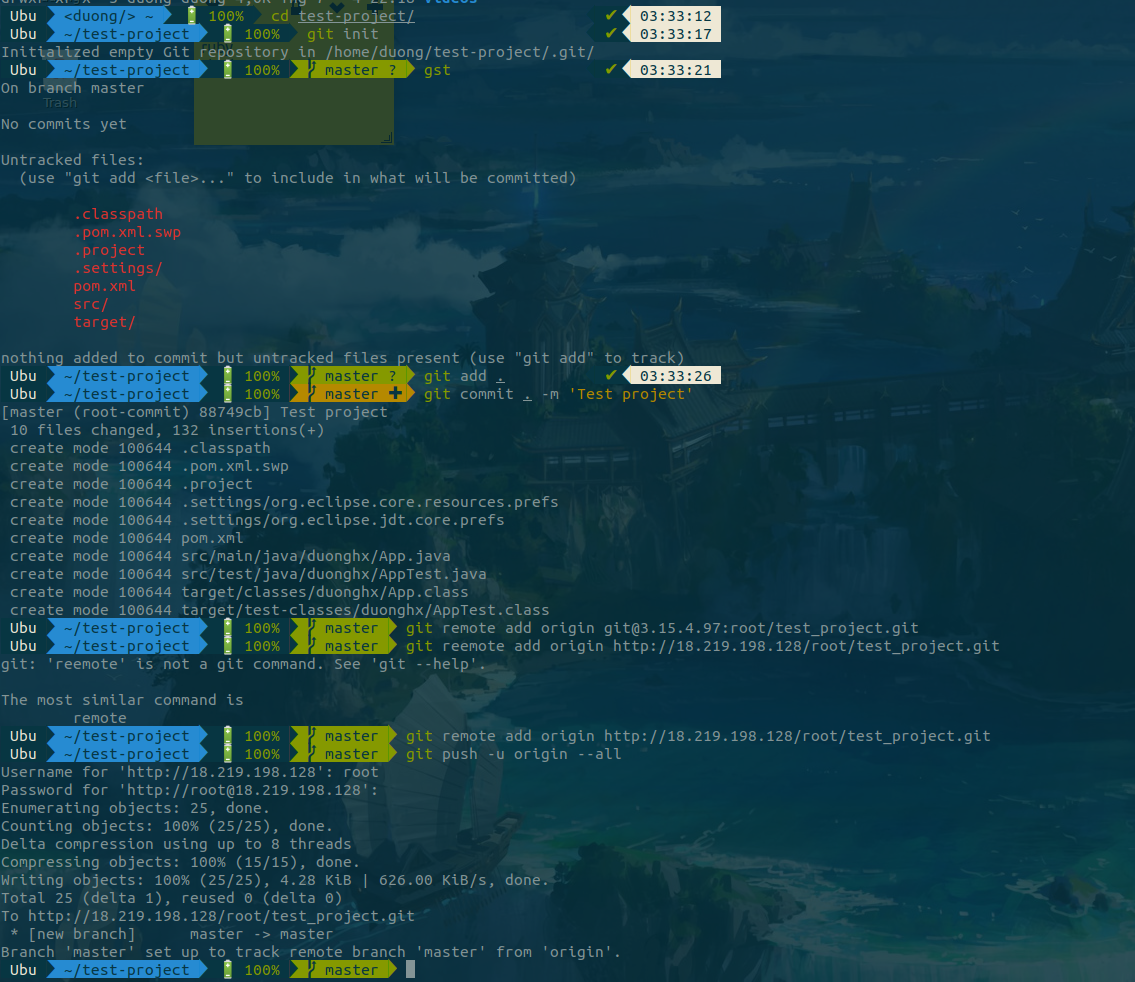 Ubu <duong/> ~ 100% cd test-project/ ✔ 03:33:12
Ubu ~/test-project 100% git init ✔ 03:33:17
Initialized empty Git repository in /home/duong/test-project/.git/
Ubu ~/test-project 100% master ? gst ✔ 03:33:21
On branch master
Trash
No commits yet
Untracked files:
(use "git add <file>..." to include in what will be committed)
.classpath
.pom.xml.swp
.project
.settings/
pom.xml
src/
target/
nothing added to commit but untracked files present (use "git add" to track)
Ubu ~/test-project 100% master ? git add . ✔ 03:33:26
Ubu ~/test-project 100% master ✚ git commit . -m 'Test project'
[master (root-commit) 88749cb] Test project
10 files changed, 132 insertions(+)
create mode 100644 .classpath
create mode 100644 .pom.xml.swp
create mode 100644 .project
create mode 100644 .settings/org.eclipse.core.resources.prefs
create mode 100644 .settings/org.eclipse.jdt.core.prefs
create mode 100644 pom.xml
create mode 100644 src/main/java/duonghx/App.java
create mode 100644 src/test/java/duonghx/AppTest.java
create mode 100644 target/classes/duonghx/App.class
create mode 100644 target/test-classes/duonghx/AppTest.class
Ubu ~/test-project 100% master git remote add origin git@3.15.4.97:root/test_project.git
Ubu ~/test-project 100% master git reemote add origin http://18.219.198.128/root/test_project.git
git: 'reemote' is not a git command. See 'git --help'.
The most similar command is
remote
Ubu ~/test-project 100% master git remote add origin http://18.219.198.128/root/test_project.git
Ubu ~/test-project 100% master git push -u origin --all
Username for 'http://18.219.198.128': root
Password for 'http://root@18.219.198.128':
Enumerating objects: 25, done.
Counting objects: 100% (25/25), done.
Delta compression using up to 8 threads
Compressing objects: 100% (15/15), done.
Writing objects: 100% (25/25), 4.28 KiB | 626.00 KiB/s, done.
Total 25 (delta 1), reused 0 (delta 0)
To http://18.219.198.128/root/test_project.git
* [new branch] master -> master
Branch 'master' set up to track remote branch 'master' from 'origin'.
Ubu ~/test-project 100% master